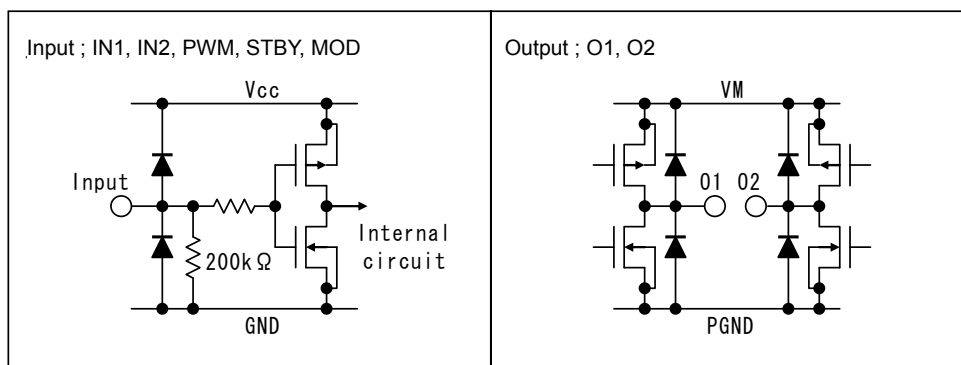 Input ; IN1, IN2, PWM, STBY, MOD
Vcc
Input
200kΩ
Internal
circuit
GND
Output ; O1, O2
VM
O1 O2
PGND